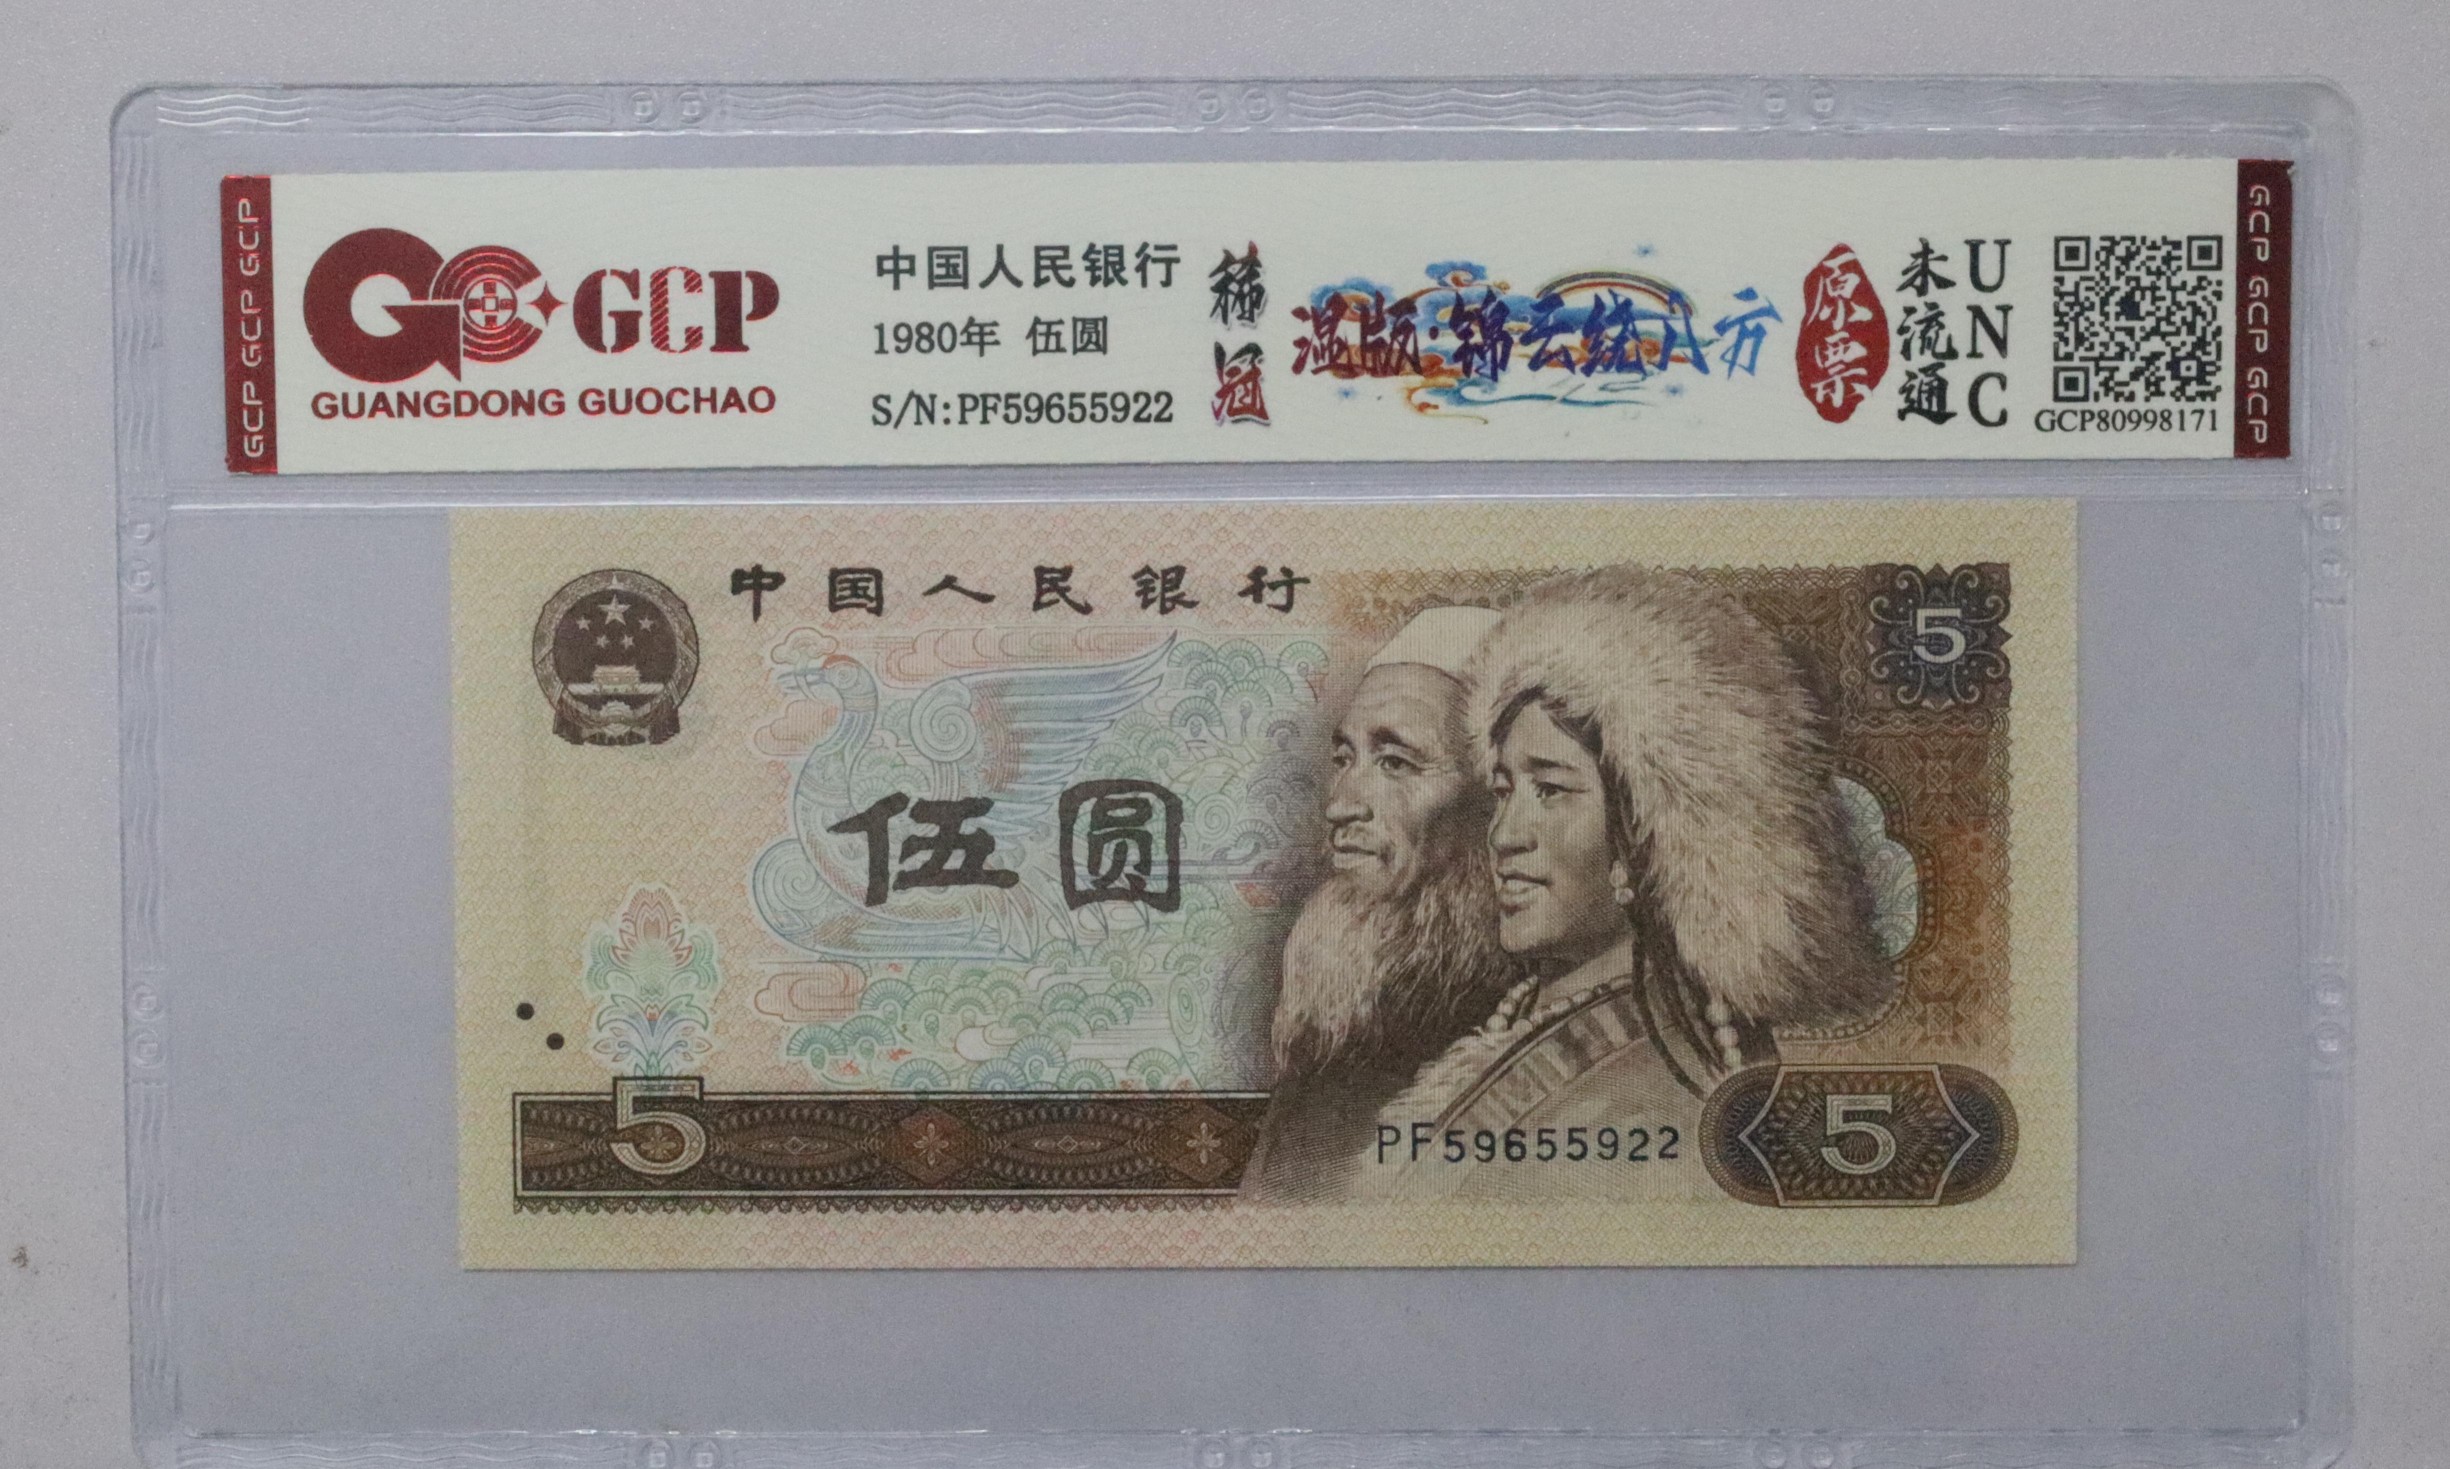 GCP GCP GCP
GCP
GUANGDONG GUOCHAO
中国人民银行
1980年 伍圆
S/N:PF59655922
稀冠
温版·锦云绕八方
原票
未流通
UNC
GCP80998171
GCP GCP GCP
中国人民银行
5
伍圆
5
PF59655922
5